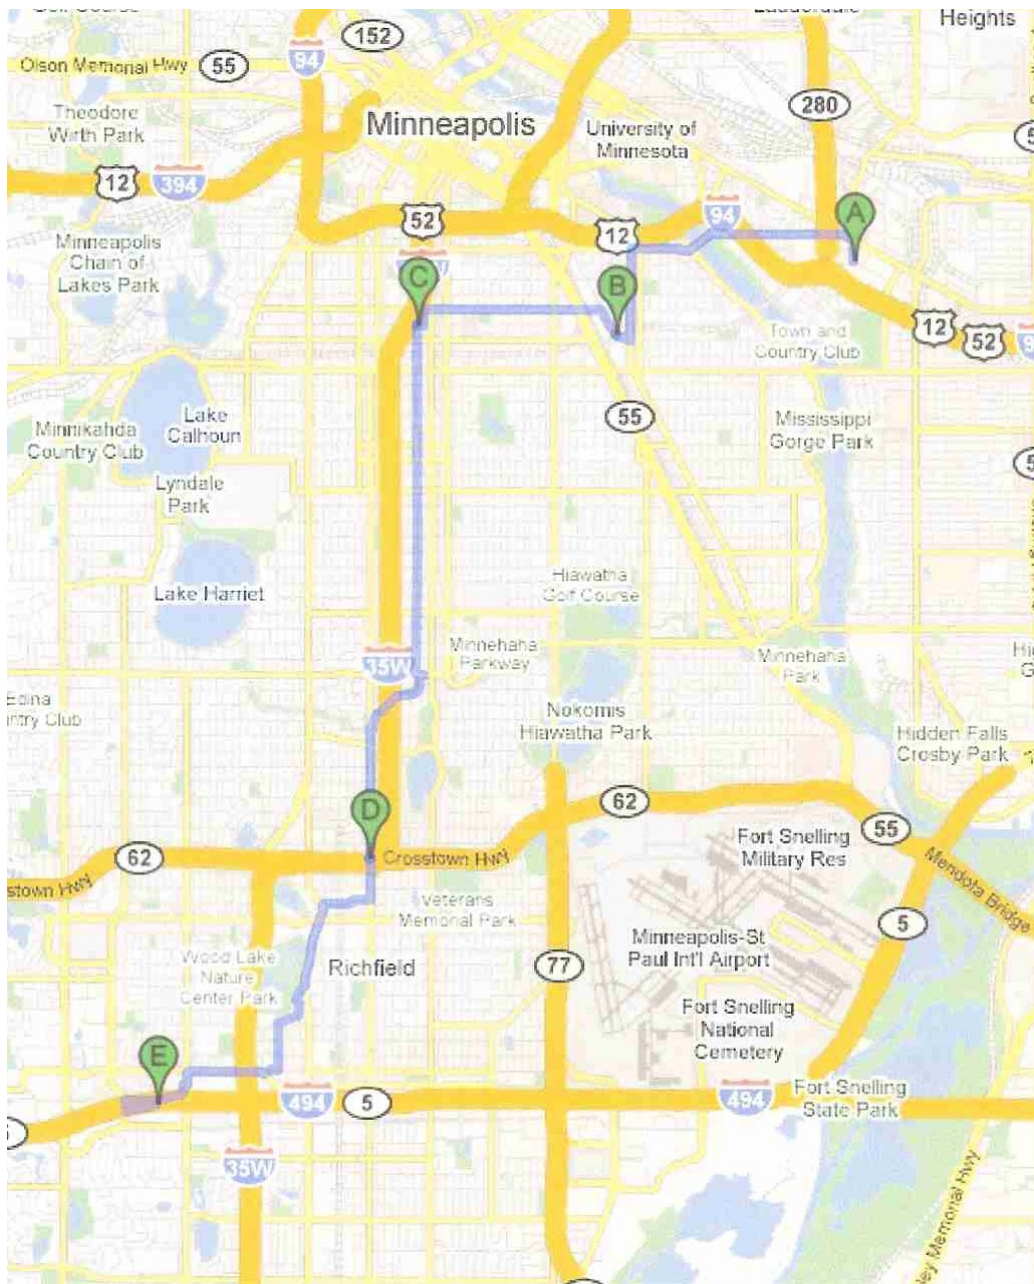 152
94
Olson Memorial Hwy
55
Heights
280
Theodore
Wirth Park
Minneapolis
University of
Minnesota
12
394
52
12
94
A
Minneapolis
Chain of
Lakes Park
C
B
12
52
Town and
Country Club
55
Lake
Calhoun
Minnikahda
Country Club
Mississippi
Gorge Park
Lyndale
Park
Hiawatha
Golf Course
Lake Harriet
35W
Minnehaha
Parkway
Minnehaha
Park
Nokomis
Hiawatha Park
Hidden Falls
Crosby Park
D
62
62
Crosstown Hwy
Fort Snelling
Military Res
55
Mendota Bridge
Veterans
Memorial Park
5
Wood Lake
Nature
Center Park
Richfield
77
Minneapolis-St
Paul Int'l Airport
Fort Snelling
National
Cemetery
E
494
5
494
Fort Snelling
State Park
35W